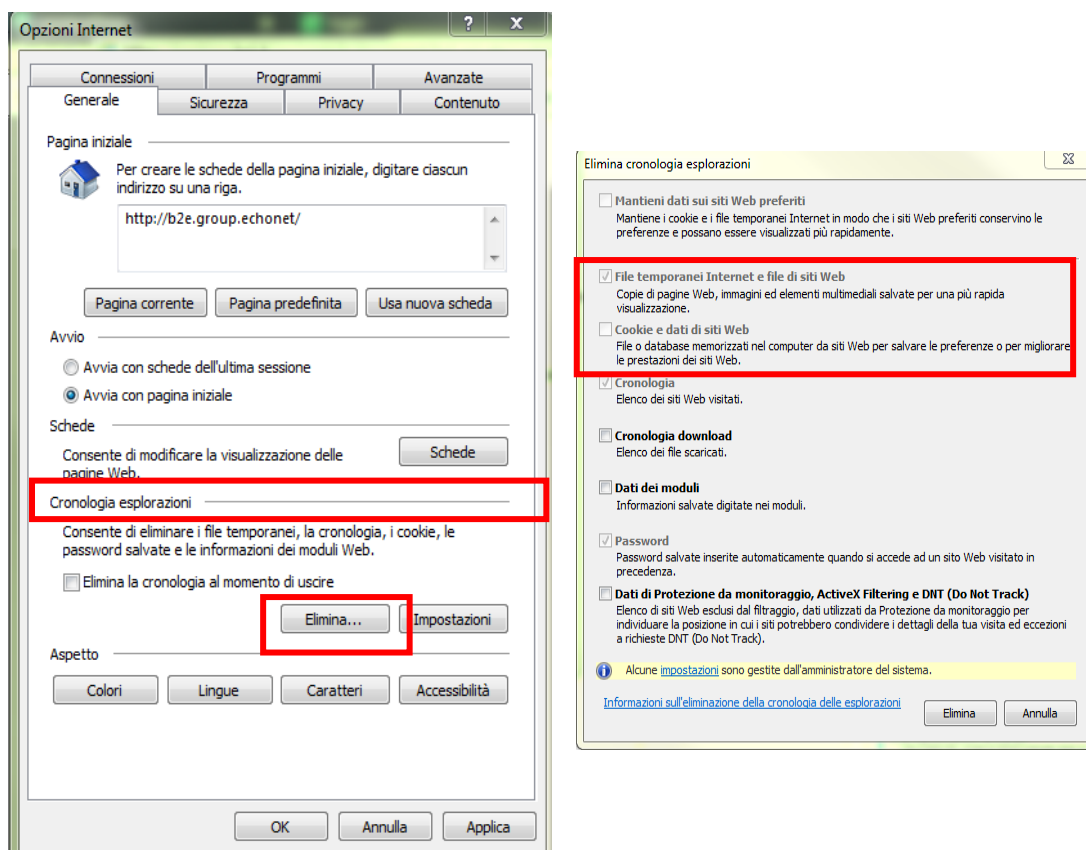 Opzioni Internet
Connessioni
Programmi
Avanzate
Generale
Sicurezza
Privacy
Contenuto
Pagina iniziale
Per creare le schede della pagina iniziale, digitare ciascun
indirizzo su una riga.
http://b2e.group.echonet/
Pagina corrente
Pagina predefinita
Usa nuova scheda
Avvio
Avvia con schede dell'ultima sessione
Avvia con pagina iniziale
Schede
Consente di modificare la visualizzazione delle
pagine Web.
Schede
Cronologia esplorazioni
Consente di eliminare i file temporanei, la cronologia, i cookie, le
password salvate e le informazioni dei moduli Web.
Elimina la cronologia al momento di uscire
Elimina...
Impostazioni
Aspetto
Colori
Lingue
Caratteri
Accessibilità
OK
Annulla
Applica
Elimina cronologia esplorazioni
Mantieni dati sui siti Web preferiti
Mantiene i cookie e i file temporanei Internet in modo che i siti Web preferiti conservino le
preferenze e possano essere visualizzati più rapidamente.
File temporanei Internet e file di siti Web
Copie di pagine Web, immagini ed elementi multimediali salvate per una più rapida
visualizzazione.
Cookie e dati di siti Web
File o database memorizzati nel computer da siti Web per salvare le preferenze o per migliorare
le prestazioni dei siti Web.
Cronologia
Elenco dei siti Web visitati.
Cronologia download
Elenco dei file scaricati.
Dati dei moduli
Informazioni salvate digitate nei moduli.
Password
Password salvate inserite automaticamente quando si accede ad un sito Web visitato in
precedenza.
Dati di Protezione da monitoraggio, ActiveX Filtering e DNT (Do Not Track)
Elenco di siti Web esclusi dal filtraggio, dati utilizzati da Protezione da monitoraggio per
individuare la posizione in cui i siti potrebbero condividere i dettagli della tua visita ed eccezioni
a richieste DNT (Do Not Track).
Alcune impostazioni sono gestite dall'amministratore del sistema.
Informazioni sull'eliminazione della cronologia delle esplorazioni
Elimina
Annulla